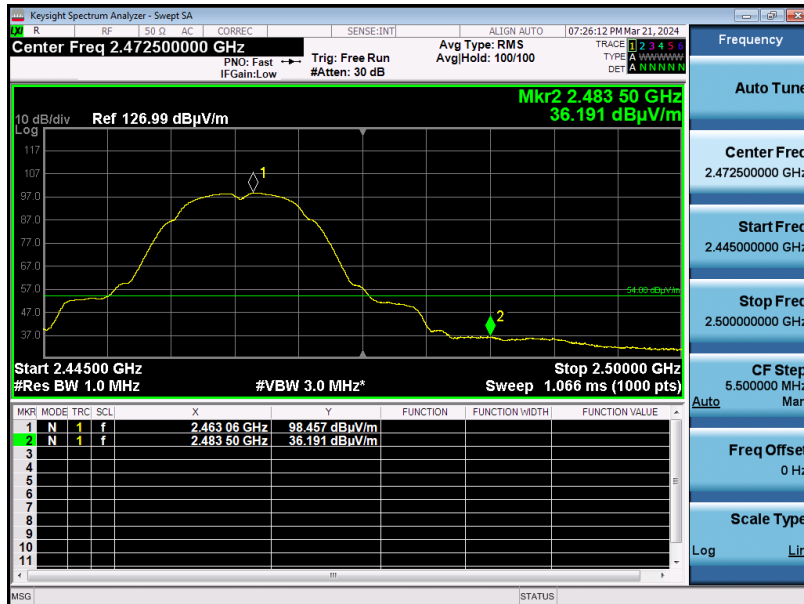 Keysight Spectrum Analyzer - Swept SA
LXI R RF 50 Ω AC CORREC SENSE:INT ALIGN AUTO 07:26:12 PM Mar 21, 2024
Center Freq 2.472500000 GHz
PNO: Fast
IFGain:Low
Trig: Free Run
#Atten: 30 dB
Avg Type: RMS
Avg|Hold: 100/100
TRACE 1 2 3 4 5 6
TYPE A W W W W W
DET A N N N N N
Mkr2 2.483 50 GHz
36.191 dBµV/m
10 dB/div Ref 126.99 dBµV/m
Log
117
107
97.0
87.0
77.0
67.0
57.0
47.0
37.0
1
2
54.00 dBµV/m
Start 2.44500 GHz Stop 2.50000 GHz
#Res BW 1.0 MHz #VBW 3.0 MHz* Sweep 1.066 ms (1000 pts)
MKR MODE TRC SCL X Y FUNCTION FUNCTION WIDTH FUNCTION VALUE
1 N 1 f 2.463 06 GHz 98.457 dBµV/m
2 N 1 f 2.483 50 GHz 36.191 dBµV/m
3
4
5
6
7
8
9
10
11
MSG STATUS
Frequency
Auto Tune
Center Freq
2.472500000 GHz
Start Freq
2.445000000 GHz
Stop Freq
2.500000000 GHz
CF Step
5.500000 MHz
Auto Man
Freq Offset
0 Hz
Scale Type
Log Lin